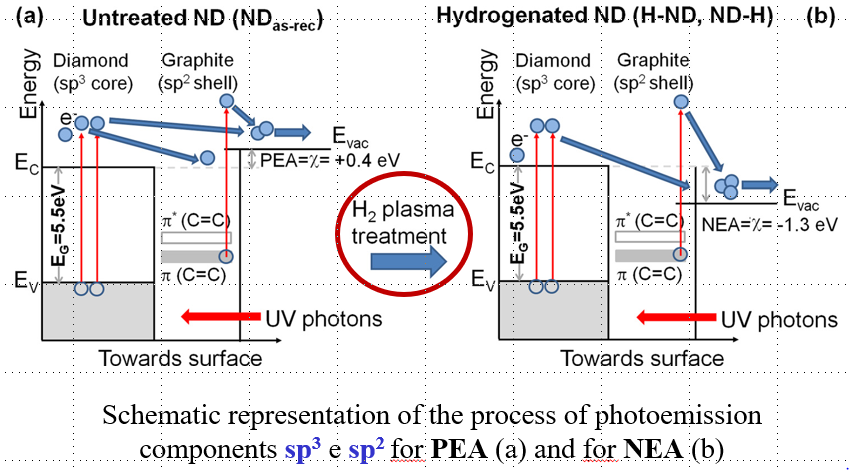 (a) Untreated ND (NDas-rec)
Energy
Diamond
(sp3 core)
Graphite
(sp2 shell)
e-
Evac
EC
PEA=χ= +0.4 eV
EG=5.5eV
π* (C=C)
π (C=C)
EV
UV photons
Towards surface
H2 plasma
treatment
Hydrogenated ND (H-ND, ND-H) (b)
Energy
Diamond
(sp3 core)
Graphite
(sp2 shell)
e-
EC
Evac
EG=5.5eV
π* (C=C)
NEA=χ= -1.3 eV
π (C=C)
EV
UV photons
Towards surface
Schematic representation of the process of photoemission
components sp3 e sp2 for PEA (a) and for NEA (b)